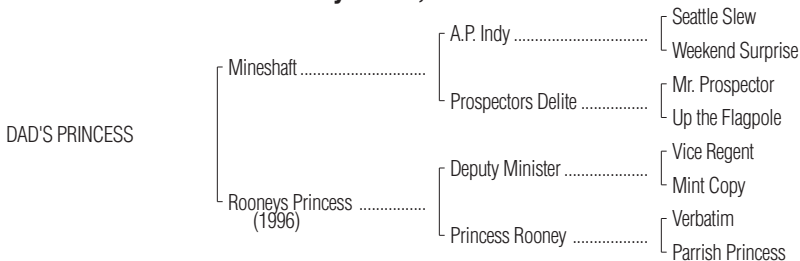 Seattle Slew
A.P. Indy
Weekend Surprise
Mineshaft
Mr. Prospector
Prospectors Delite
Up the Flagpole
DAD'S PRINCESS
Vice Regent
Deputy Minister
Mint Copy
Rooneys Princess
(1996)
Verbatim
Princess Rooney
Parrish Princess